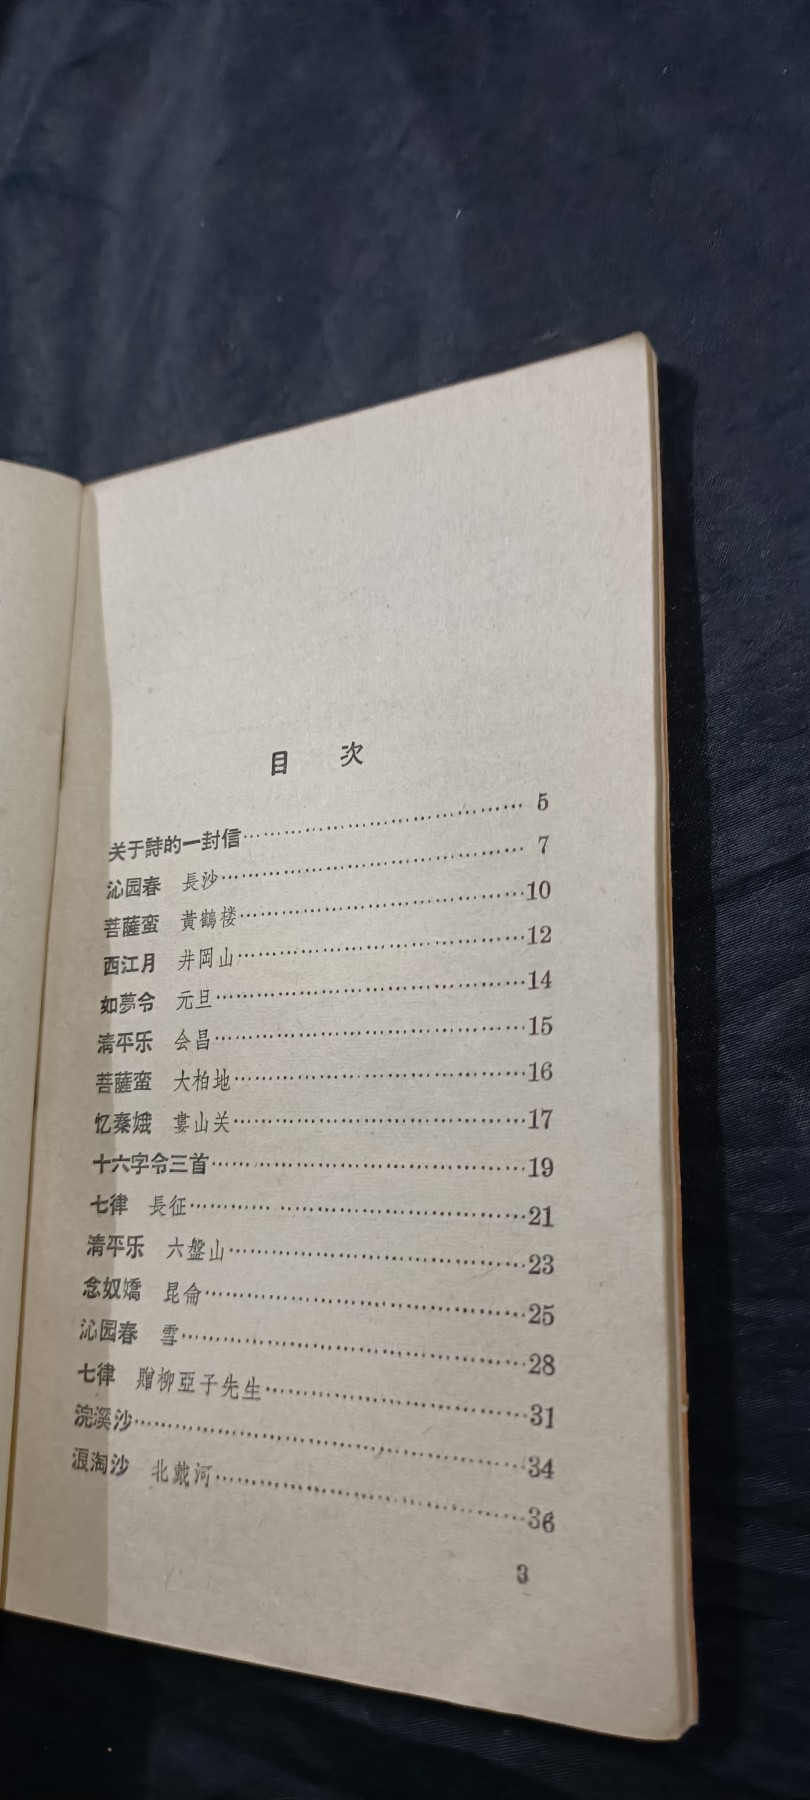 目 次
关于詩的一封信……5
沁园春 長沙……7
菩薩蛮 黃鶴楼……10
西江月 井岡山……12
如夢令 元旦……14
清平乐 会昌……15
菩薩蛮 大柏地……16
忆秦娥 婁山关……17
十六字令三首……19
七律 長征……21
清平乐 六盤山……23
念奴嬌 昆侖……25
沁园春 雪……28
七律 贈柳亞子先生……31
浣溪沙……34
浪淘沙 北戴河……36
3